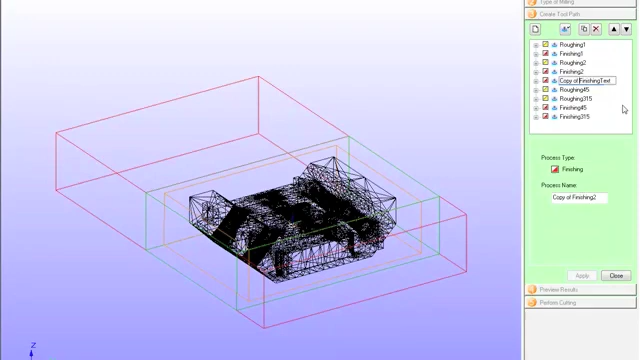 Type of Milling
Create Tool Path
Roughing1
Finishing1
Roughing2
Finishing2
Copy of FinishingText
Roughing45
Roughing315
Finishing45
Finishing315
Process Type:
Finishing
Process Name:
Copy of Finishing2
Apply
Close
Preview Results
Perform Cutting
Z